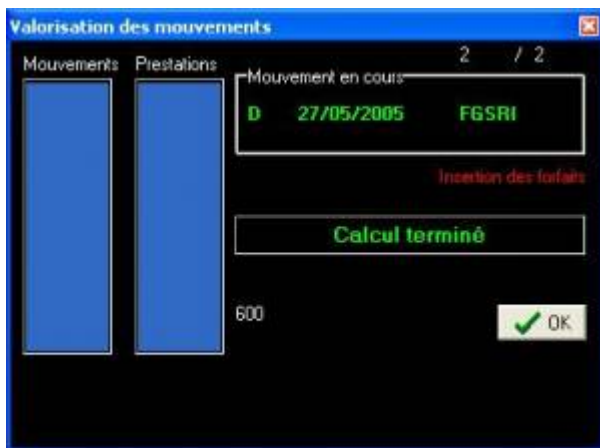 Valorisation des mouvements
Mouvements Prestations
2 / 2
Mouvement en cours
D 27/05/2005 FGSRI
Insertion des forfaits
Calcul terminé
600
OK